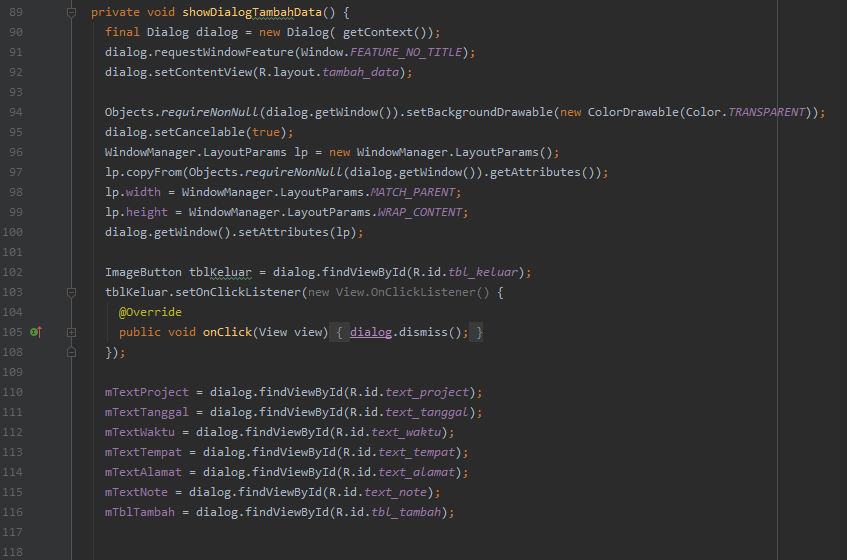 89 private void showDialogTambahData() {
90 final Dialog dialog = new Dialog( getContext());
91 dialog.requestWindowFeature(Window.FEATURE_NO_TITLE);
92 dialog.setContentView(R.layout.tambah_data);
93
94 Objects.requireNonNull(dialog.getWindow()).setBackgroundDrawable(new ColorDrawable(Color.TRANSPARENT));
95 dialog.setCancelable(true);
96 WindowManager.LayoutParams lp = new WindowManager.LayoutParams();
97 lp.copyFrom(Objects.requireNonNull(dialog.getWindow()).getAttributes());
98 lp.width = WindowManager.LayoutParams.MATCH_PARENT;
99 lp.height = WindowManager.LayoutParams.WRAP_CONTENT;
100 dialog.getWindow().setAttributes(lp);
101
102 ImageButton tblKeluar = dialog.findViewById(R.id.tbl_keluar);
103 tblKeluar.setOnClickListener(new View.OnClickListener() {
104 @Override
105 public void onClick(View view) { dialog.dismiss(); }
108 });
109
110 mTextProject = dialog.findViewById(R.id.text_project);
111 mTextTanggal = dialog.findViewById(R.id.text_tanggal);
112 mTextWaktu = dialog.findViewById(R.id.text_waktu);
113 mTextTempat = dialog.findViewById(R.id.text_tempat);
114 mTextAlamat = dialog.findViewById(R.id.text_alamat);
115 mTextNote = dialog.findViewById(R.id.text_note);
116 mTblTambah = dialog.findViewById(R.id.tbl_tambah);
117
118